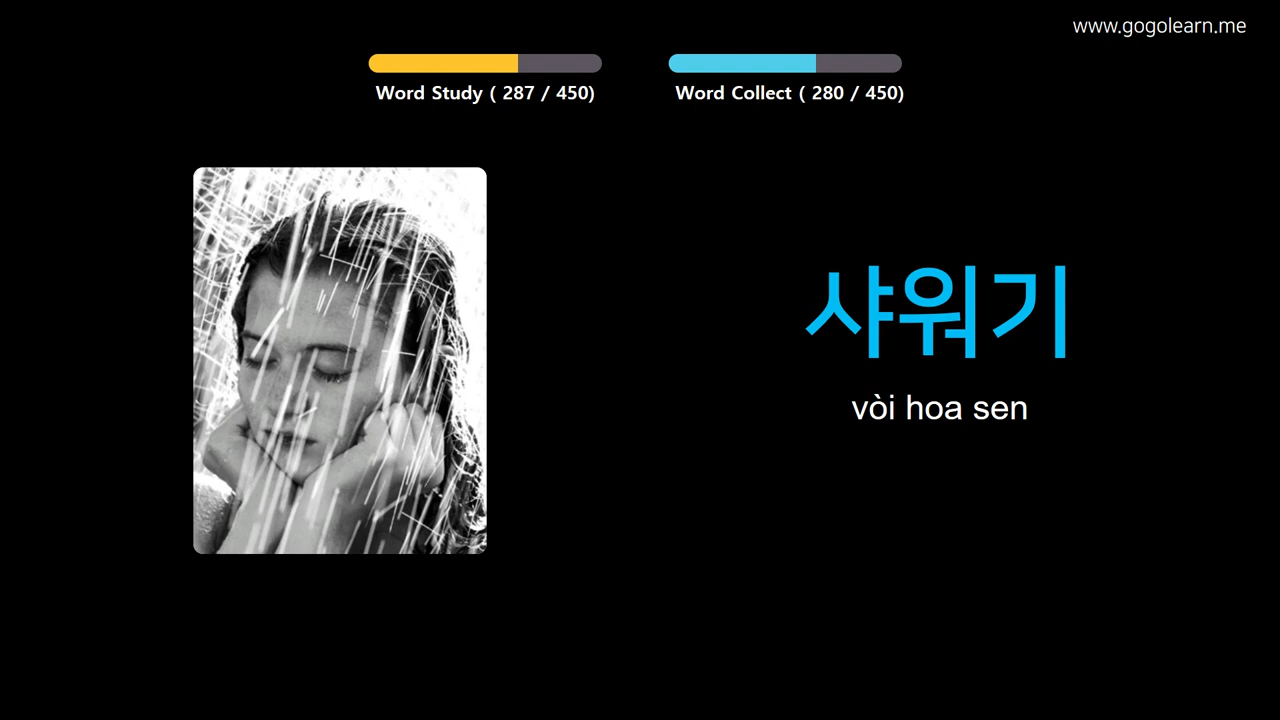 www.gogolearn.me
Word Study ( 287 / 450)
Word Collect ( 280 / 450)
샤워기
vòi hoa sen